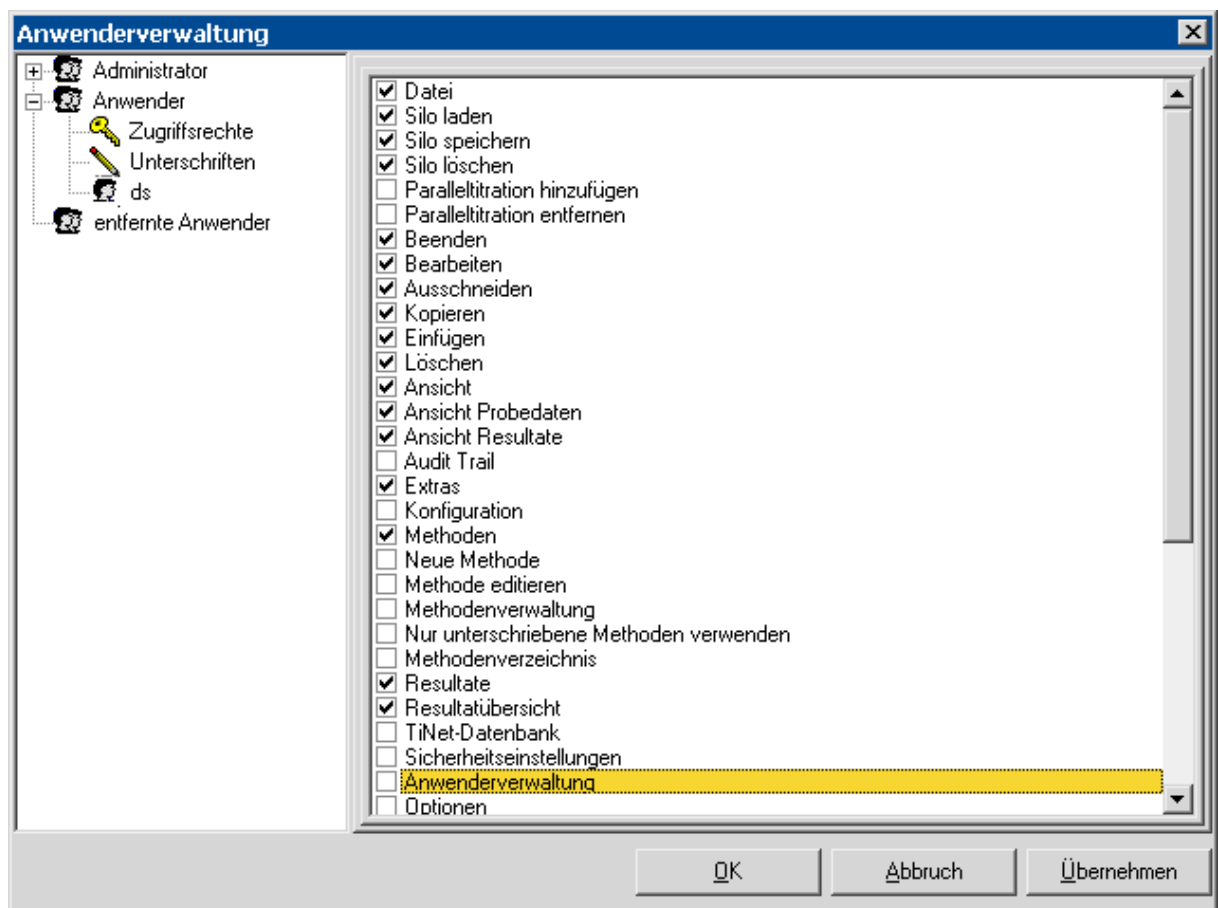 Anwenderverwaltung
Administrator
Anwender
Zugriffsrechte
Unterschriften
ds
entfernte Anwender
Datei
Silo laden
Silo speichern
Silo löschen
Paralleltitration hinzufügen
Paralleltitration entfernen
Beenden
Bearbeiten
Ausschneiden
Kopieren
Einfügen
Löschen
Ansicht
Ansicht Probedaten
Ansicht Resultate
Audit Trail
Extras
Konfiguration
Methoden
Neue Methode
Methode editieren
Methodenverwaltung
Nur unterschriebene Methoden verwenden
Methodenverzeichnis
Resultate
Resultatübersicht
TiNet-Datenbank
Sicherheitseinstellungen
Anwenderverwaltung
Optionen
OK Abbruch Übernehmen